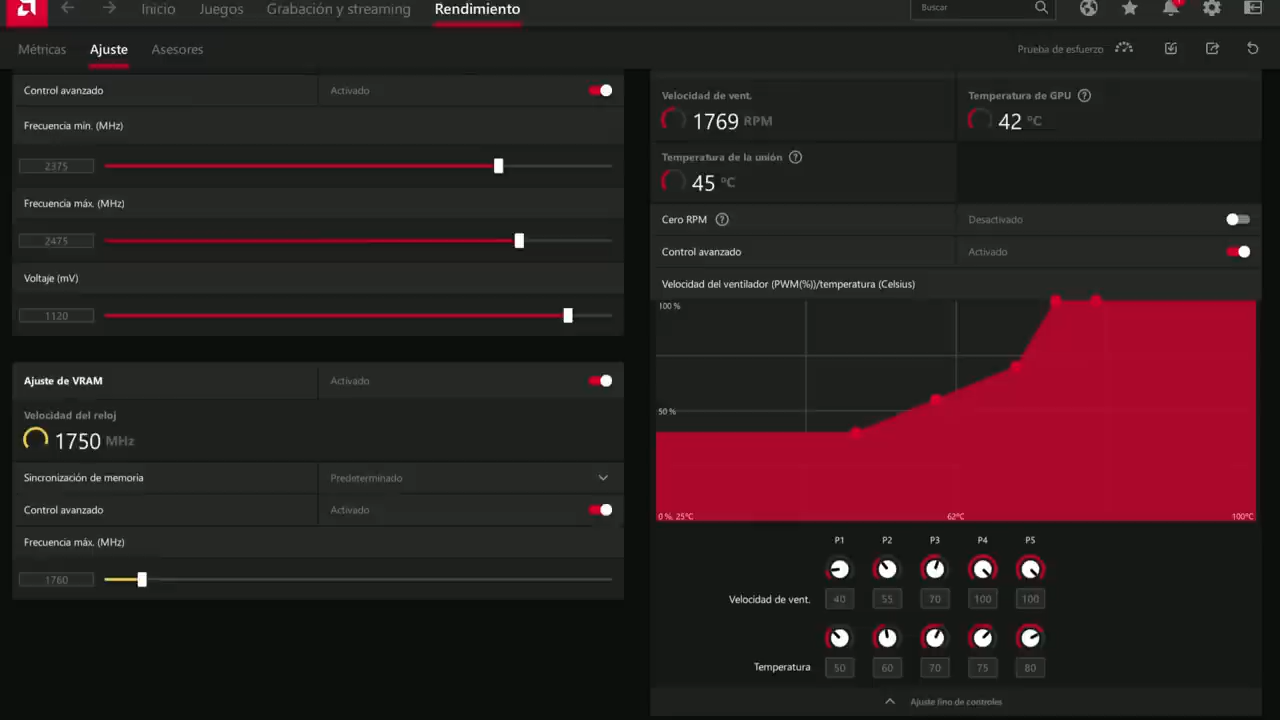 Inicio
Juegos
Grabación y streaming
Rendimiento
Buscar
Métricas
Ajuste
Asesores
Prueba de esfuerzo
Control avanzado
Activado
Frecuencia mín. (MHz)
2375
Frecuencia máx. (MHz)
2475
Voltaje (mV)
1120
Ajuste de VRAM
Activado
Velocidad del reloj
1750 MHz
Sincronización de memoria
Predeterminado
Control avanzado
Activado
Frecuencia máx. (MHz)
1760
Velocidad de vent.
1769 RPM
Temperatura de GPU
42 °C
Temperatura de la unión
45 °C
Cero RPM
Desactivado
Control avanzado
Activado
Velocidad del ventilador (PWM(%))/temperatura (Celsius)
100 %
50 %
0 %, 25°C
62°C
100°C
P1 P2 P3 P4 P5
Velocidad de vent. 40 55 70 100 100
Temperatura 50 60 70 75 80
Ajuste fino de controles